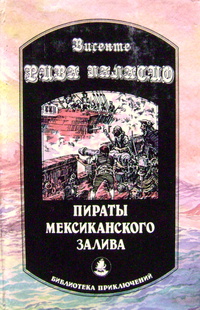 Висенте
РИВА ПАЛАСИО
ПИРАТЫ
МЕКСИКАНСКОГО
ЗАЛИВА
БИБЛИОТЕКА ПРИКЛЮЧЕНИЙ